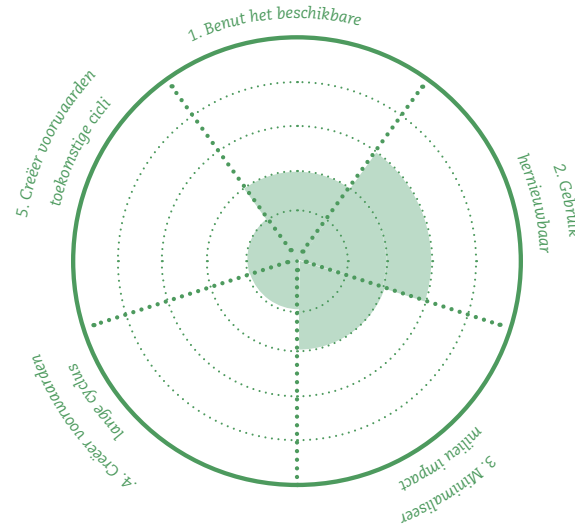 1. Benut het beschikbare
2. Gebruik
hernieuwbaar
3. Minimaliseer
milieu impact
4. Creëer voorwaarden
lange cyclus
5. Creëer voorwaarden
toekomstige cicli